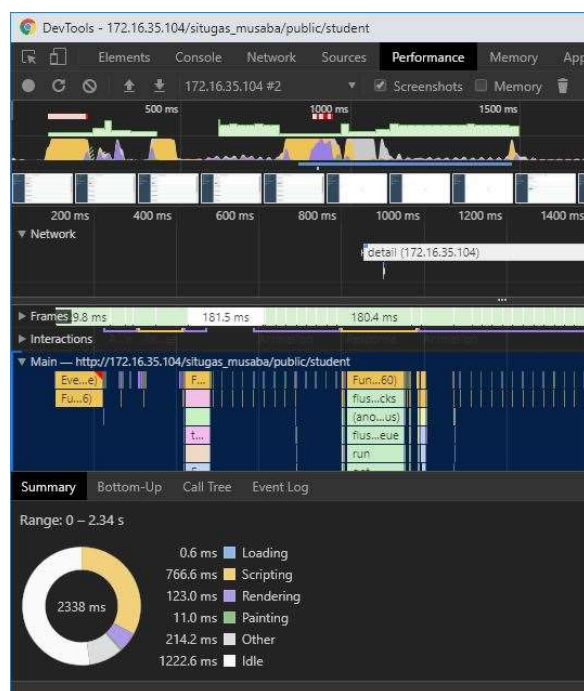 DevTools - 172.16.35.104/situgas_musaba/public/student
Elements Console Network Sources Performance Memory App
172.16.35.104 #2 Screenshots Memory
500 ms 1000 ms 1500 ms
200 ms 400 ms 600 ms 800 ms 1000 ms 1200 ms 1400 ms
Network
detail (172.16.35.104)
...
Frames 9.8 ms 181.5 ms 180.4 ms
Interactions
Main — http://172.16.35.104/situgas_musaba/public/student
Eve...e) F... Fun...60)
Fu...6) flus...cks
(ano...us)
t... flus...eue
run
Summary Bottom-Up Call Tree Event Log
Range: 0 – 2.34 s
0.6 ms Loading
766.6 ms Scripting
2338 ms 123.0 ms Rendering
11.0 ms Painting
214.2 ms Other
1222.6 ms Idle